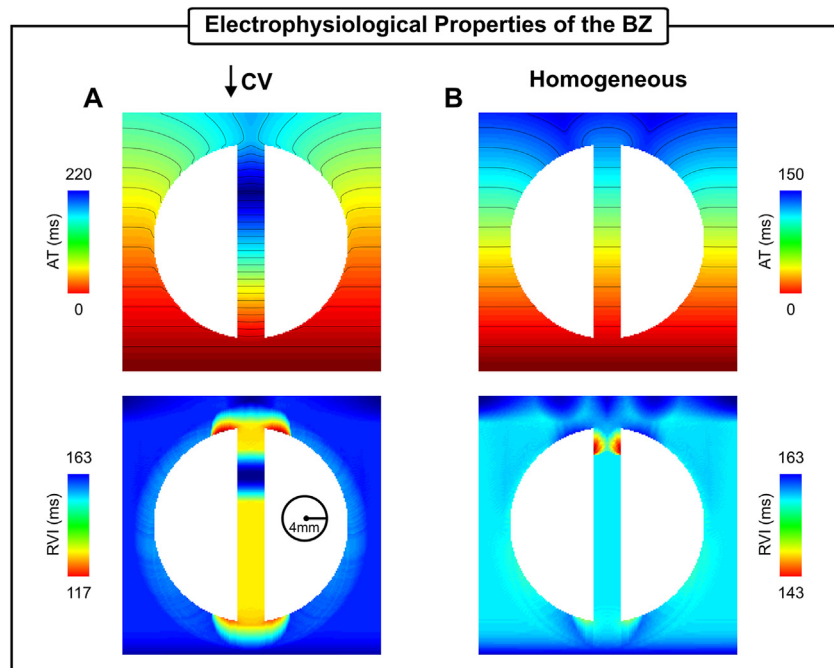 Electrophysiological Properties of the BZ
A
↓ CV
B
Homogeneous
220
AT (ms)
0
150
AT (ms)
0
163
RVI (ms)
117
4mm
163
RVI (ms)
143